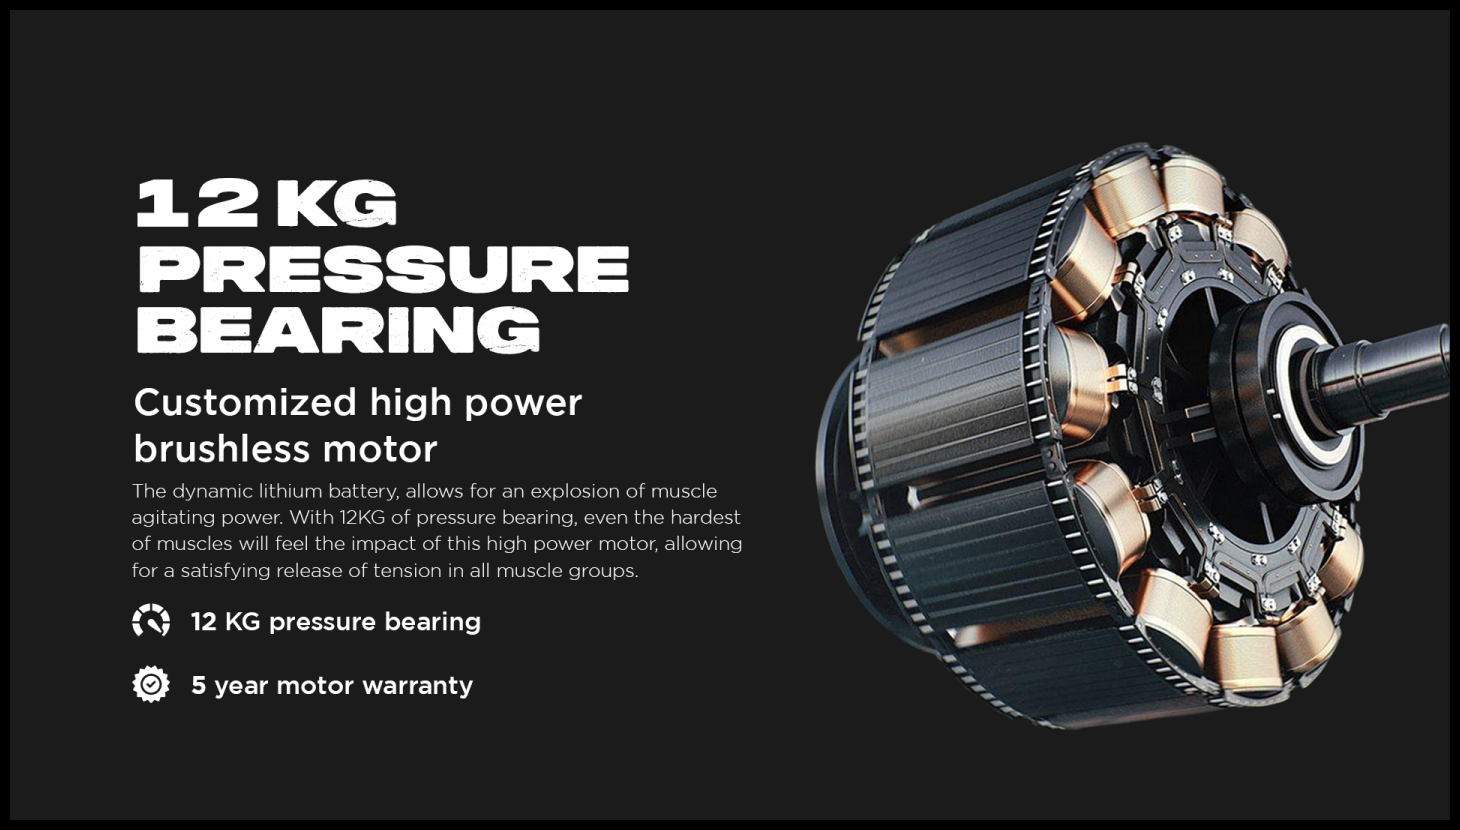 12 KG
PRESSURE
BEARING
Customized high power
brushless motor
The dynamic lithium battery, allows for an explosion of muscle
agitating power. With 12KG of pressure bearing, even the hardest
of muscles will feel the impact of this high power motor, allowing
for a satisfying release of tension in all muscle groups.
12 KG pressure bearing
5 year motor warranty